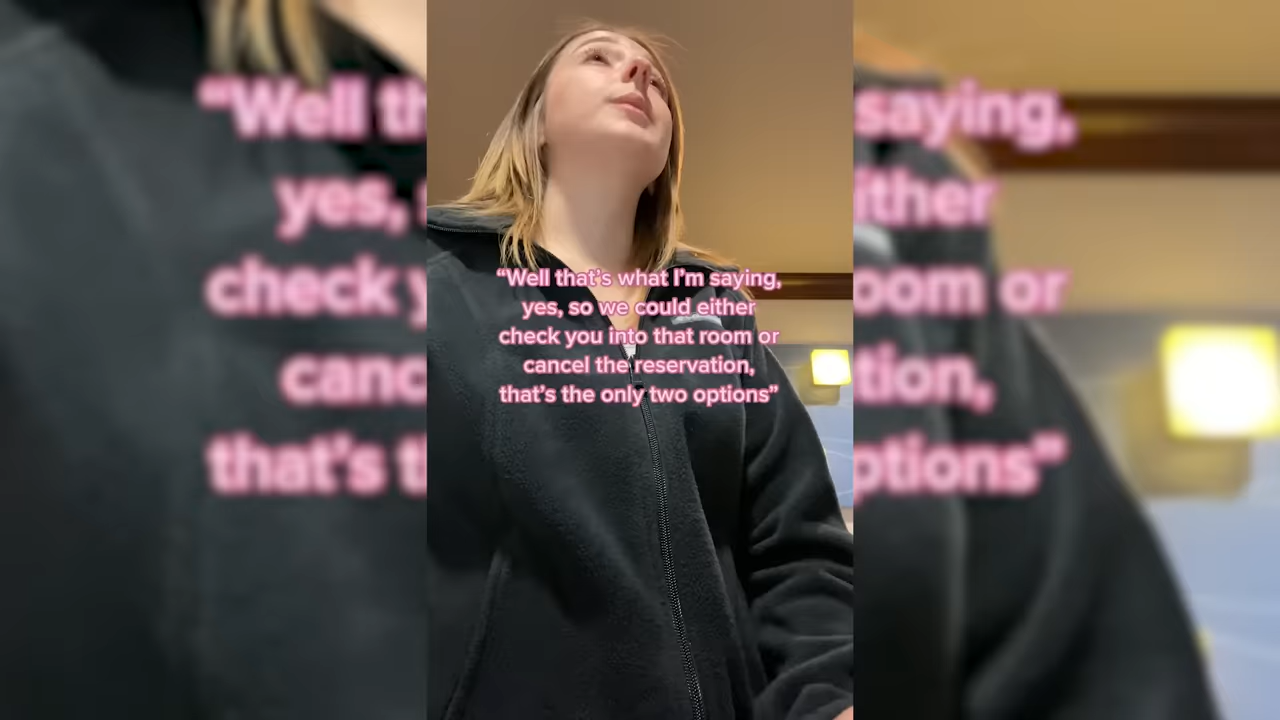 “Well that’s what I’m saying,
yes, so we could either
check you into that room or
cancel the reservation,
that’s the only two options”